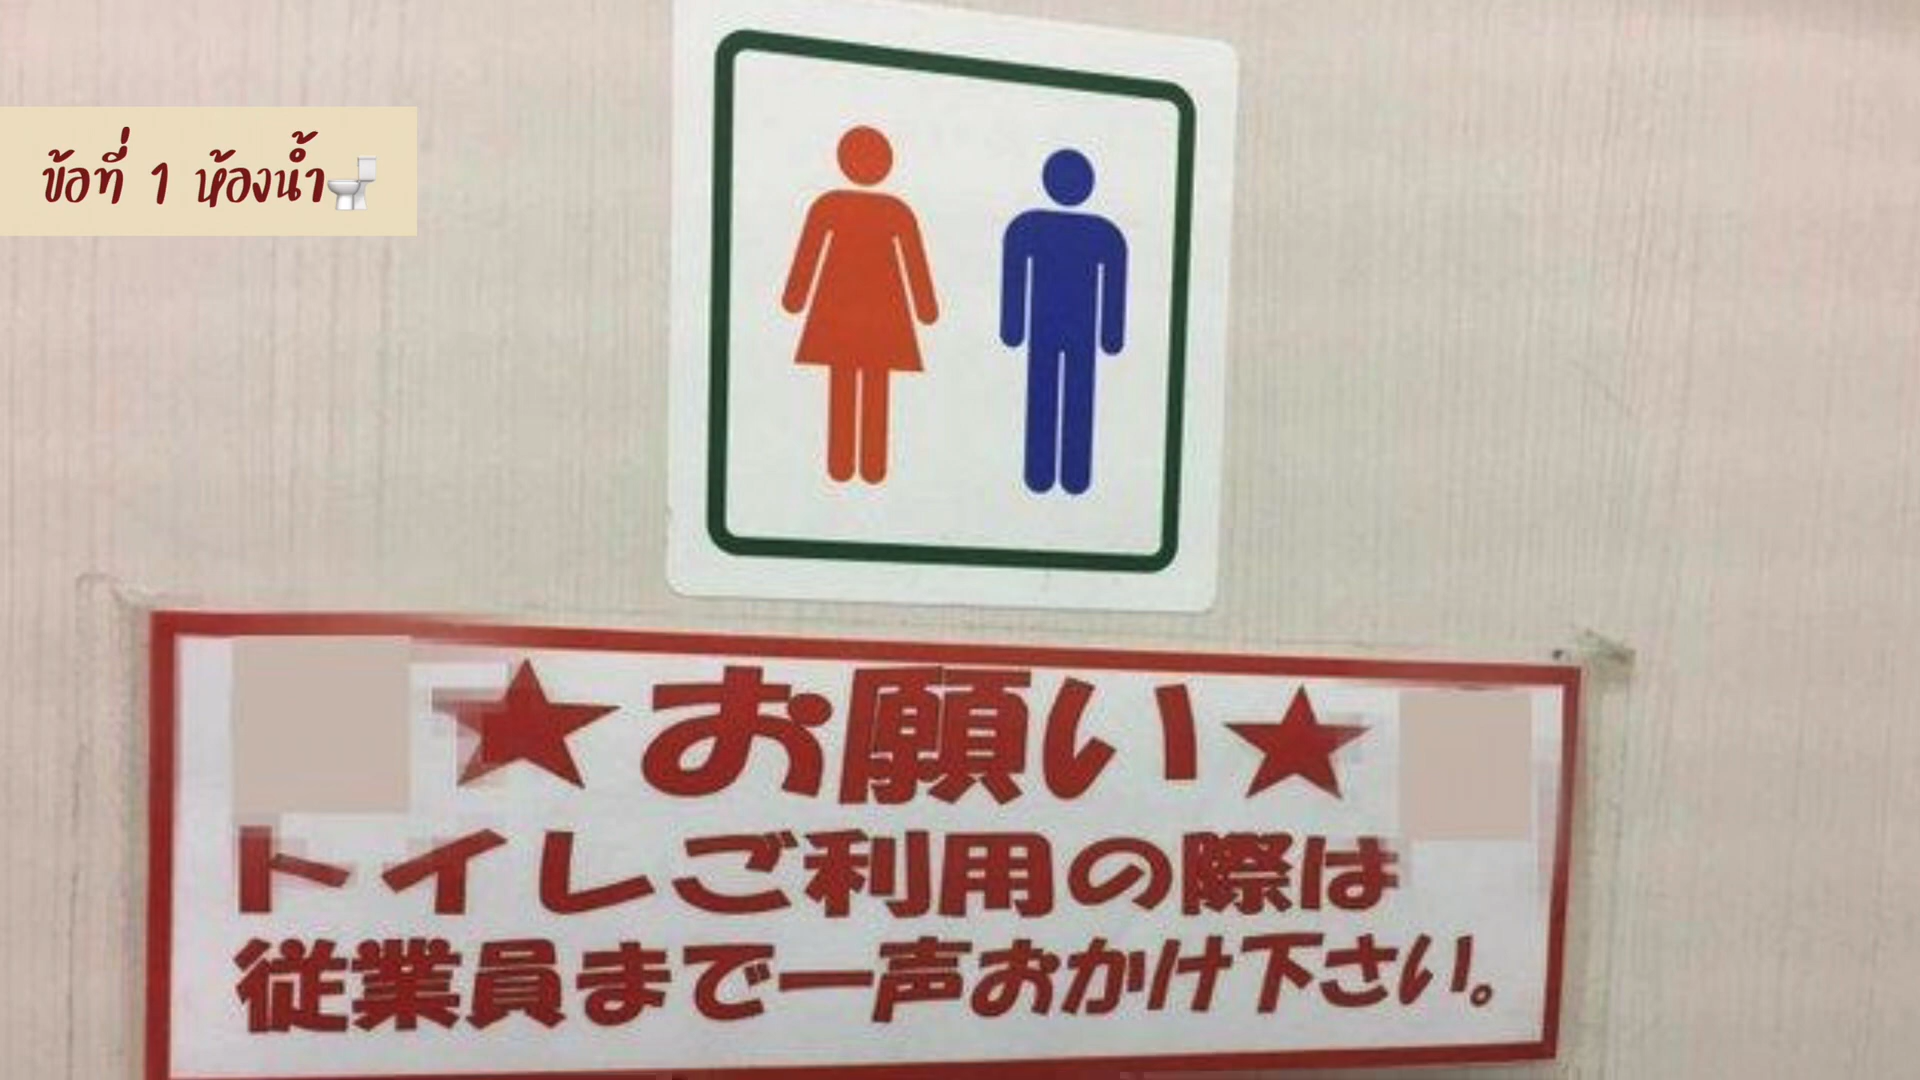 ข้อที่ 1 ห้องน้ำ🚽
★お願い★
トイレご利用の際は
従業員まで一声おかけ下さい。